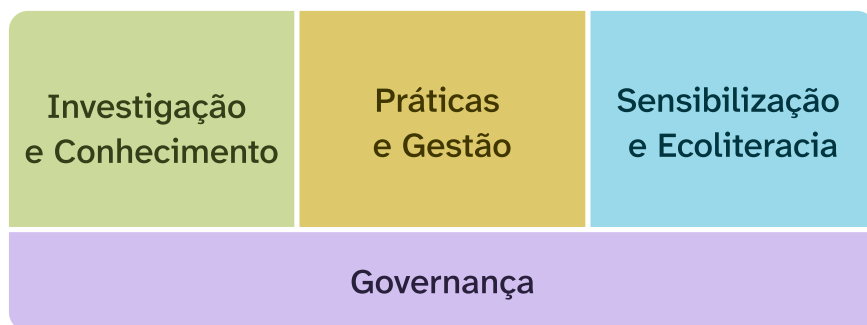 Investigação
e Conhecimento
Práticas
e Gestão
Sensibilização
e Ecoliteracia
Governança